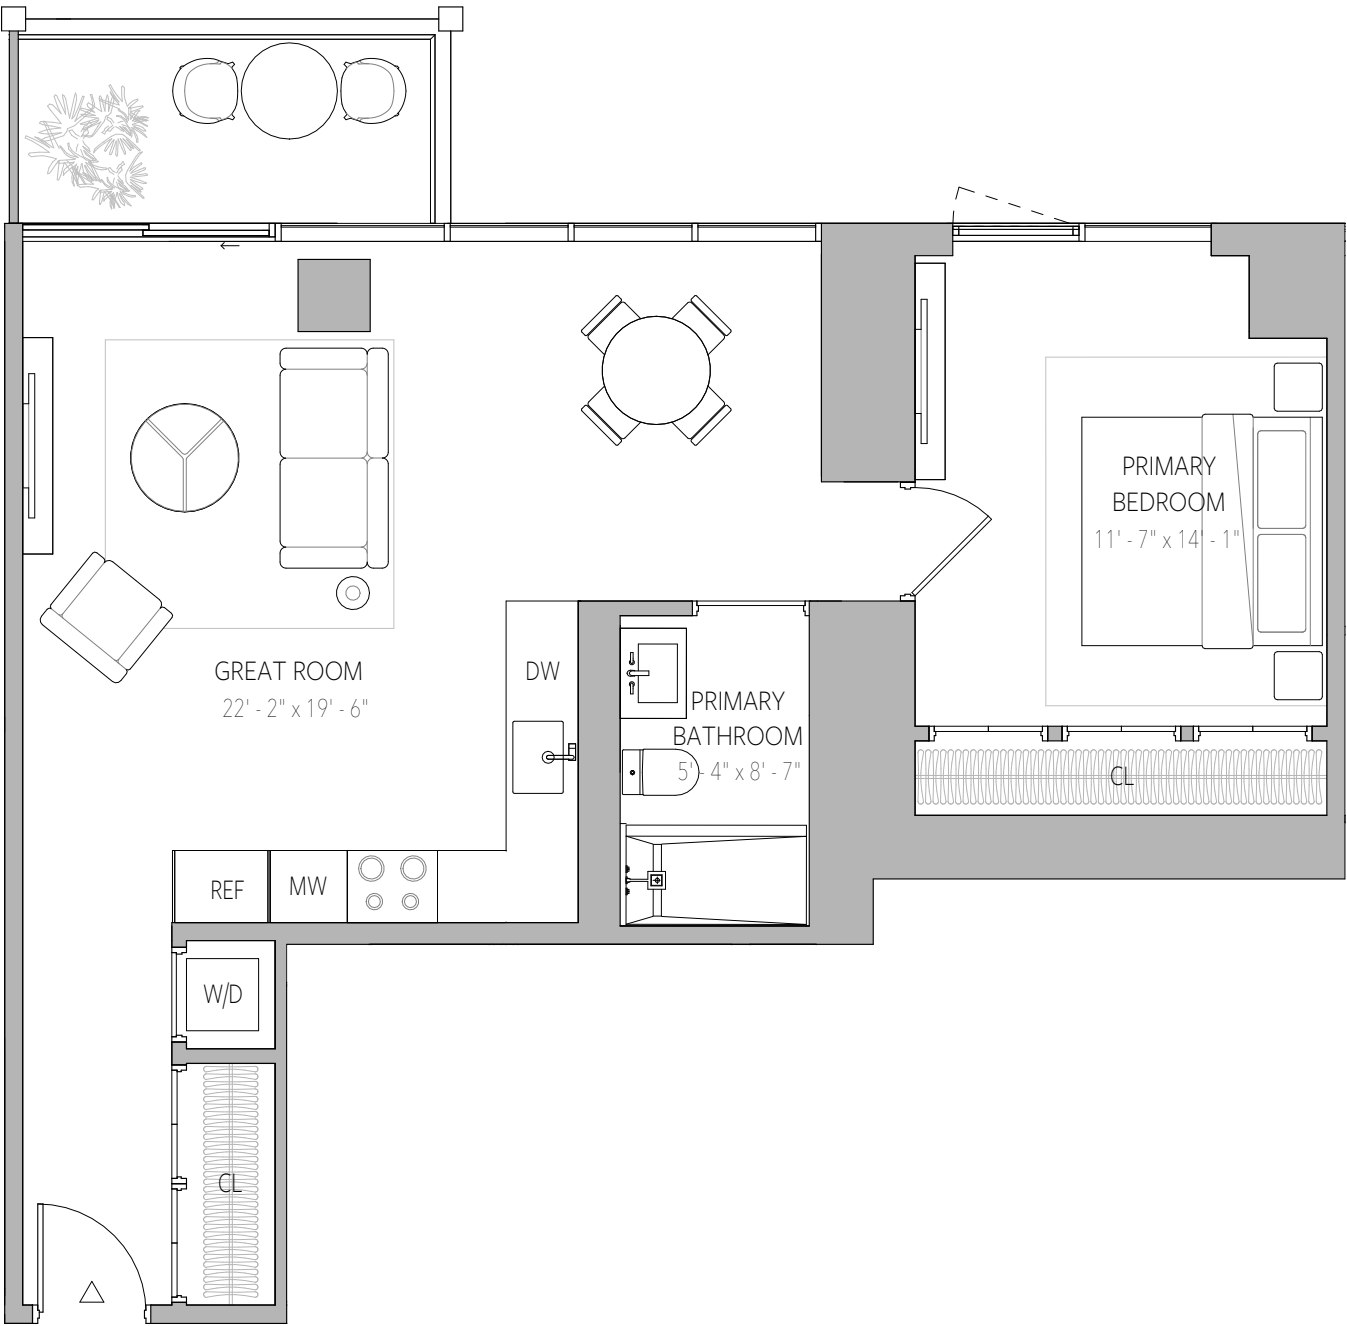 PRIMARY
BEDROOM
11' - 7" x 14' - 1"
GREAT ROOM
22' - 2" x 19' - 6"
DW
PRIMARY
BATHROOM
5' - 4" x 8' - 7"
CL
REF
MW
W/D
CL